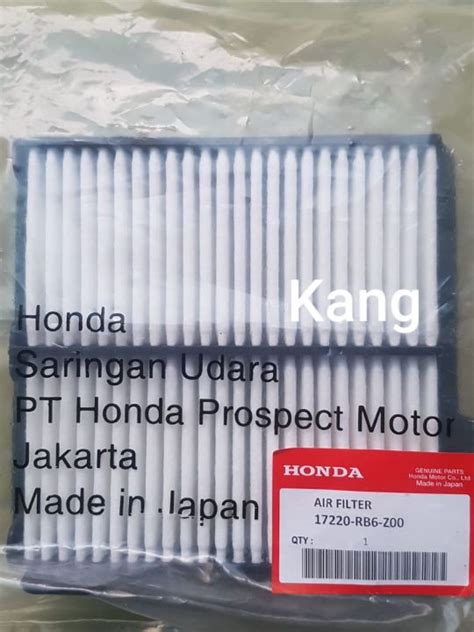 Kang
Honda
Saringan Udara
PT Honda Prospect Motor
Jakarta
Made in Japan
HONDA
GENUINE PARTS
Honda Motor Co., Ltd
Made in Japan
AIR FILTER
17220-RB6-Z00
QTY : 1